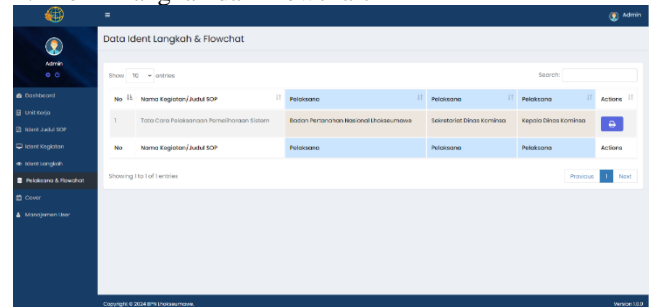 Admin
Data Ident Langkah & Flowchat
Admin
Show 10 entries
Search:
Dashboard
Unit Kerja
Ident Judul SOP
Ident Kegiatan
Ident Langkah
Pelaksana & Flowchat
Cover
Manajemen User
No Nama Kegiatan/Judul SOP Pelaksana Pelaksana Pelaksana Actions
1 Tata Cara Pelaksanaan Pemeliharaan Sistem Badan Pertanahan Nasional Lhokseumawe Sekretariat Dinas Kominso Kepala Dinas Kominso
No Nama Kegiatan/Judul SOP Pelaksana Pelaksana Pelaksana Actions
Showing 1 to 1 of 1 entries
Previous 1 Next
Copyright © 2024 BPN Lhokseumawe.
Version 1.0.0